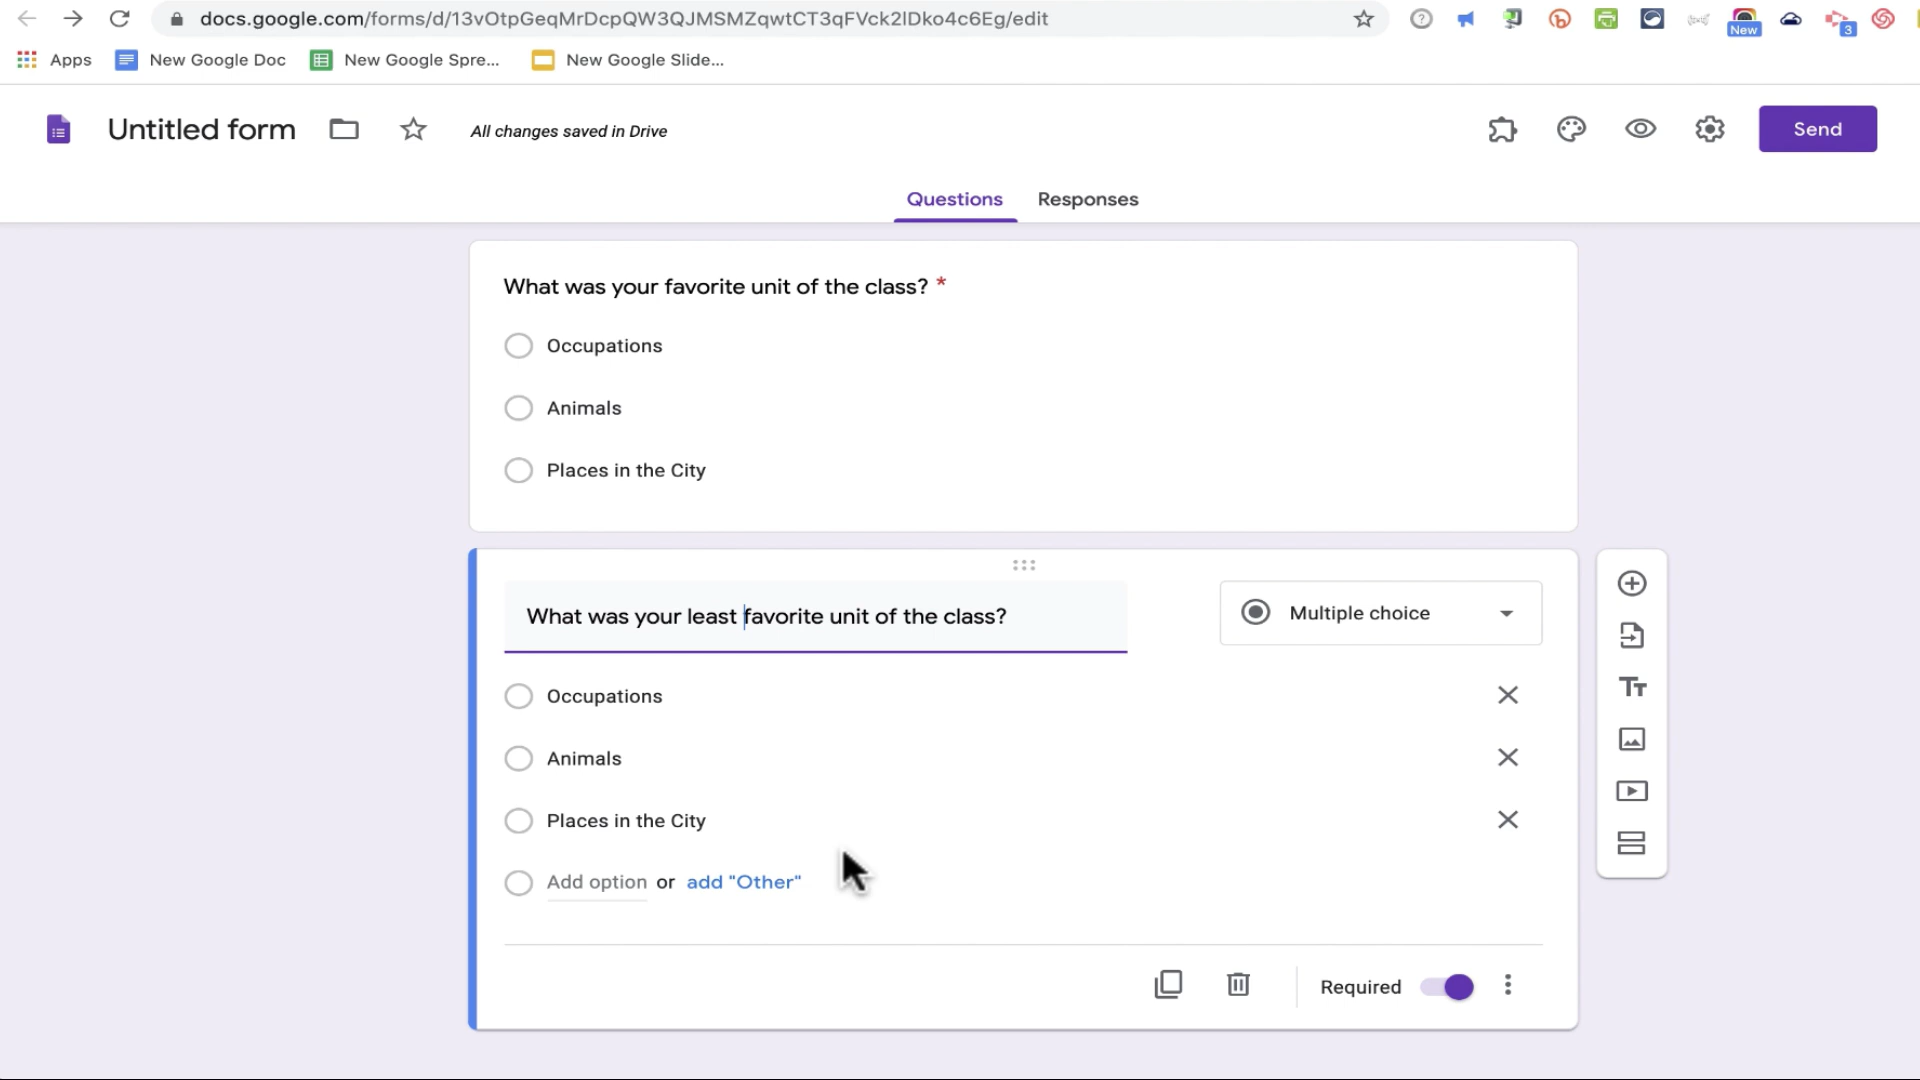 docs.google.com/forms/d/13vOtpGeqMrDcpQW3QJMSMZqwtCT3qFVck2lDko4c6Eg/edit
New
3
Apps
New Google Doc
New Google Spre...
New Google Slide...
Untitled form
All changes saved in Drive
Send
Questions
Responses
What was your favorite unit of the class? *
Occupations
Animals
Places in the City
What was your least favorite unit of the class?
Multiple choice
Occupations
Animals
Places in the City
Add option or add "Other"
Required